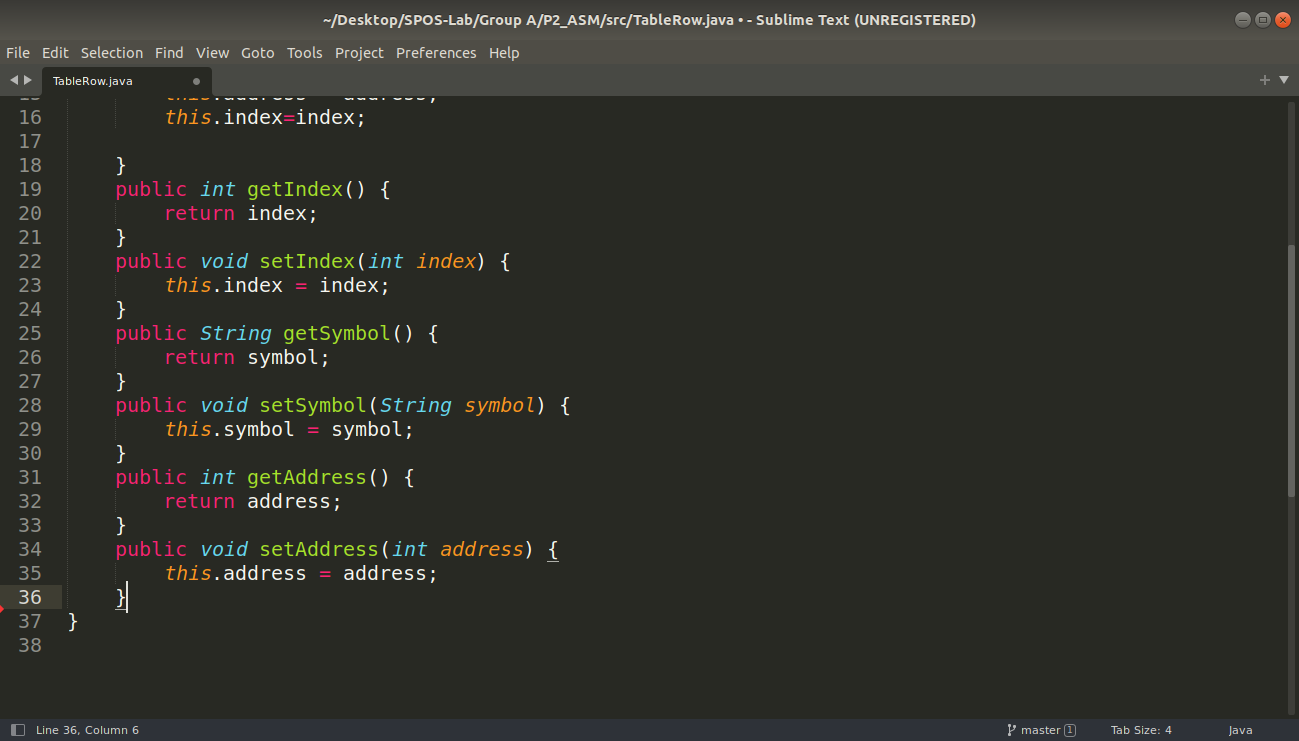 ~/Desktop/SPOS-Lab/Group A/P2_ASM/src/TableRow.java • - Sublime Text (UNREGISTERED)
File Edit Selection Find View Goto Tools Project Preferences Help
TableRow.java
15 this.address = address;
16 this.index=index;
17
18 }
19 public int getIndex() {
20 return index;
21 }
22 public void setIndex(int index) {
23 this.index = index;
24 }
25 public String getSymbol() {
26 return symbol;
27 }
28 public void setSymbol(String symbol) {
29 this.symbol = symbol;
30 }
31 public int getAddress() {
32 return address;
33 }
34 public void setAddress(int address) {
35 this.address = address;
36 }
37 }
38
Line 36, Column 6 master 1 Tab Size: 4 Java